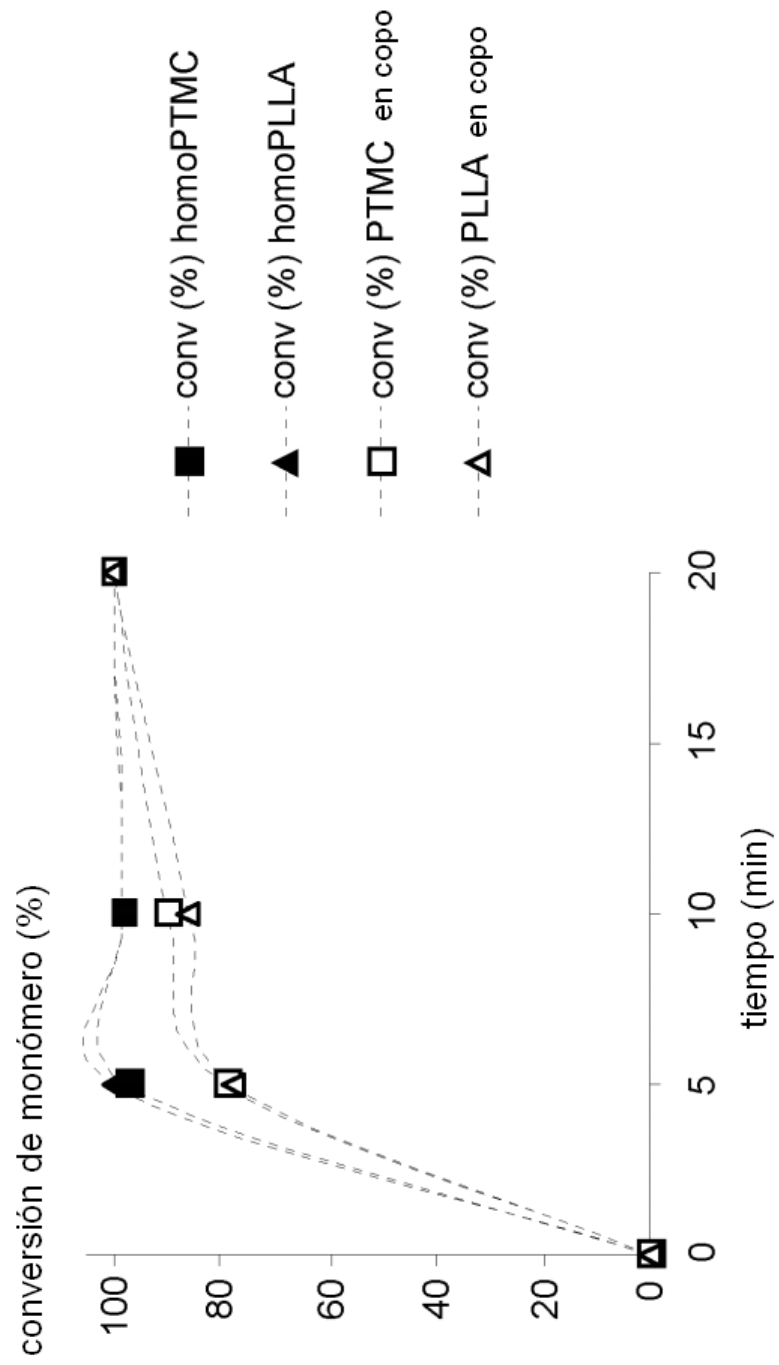 conversión de monómero (%)
100
80
60
40
20
0
0
5
10
15
20
tiempo (min)
conv (%) homoPTMC
conv (%) homoPLLA
conv (%) PTMC en copo
conv (%) PLLA en copo